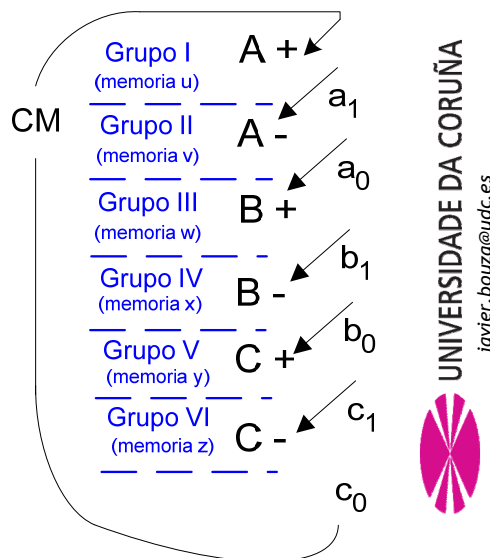 Grupo I A +
(memoria u)
a1
CM
Grupo II A -
(memoria v)
a0
Grupo III B +
(memoria w)
b1
Grupo IV B -
(memoria x)
b0
Grupo V C +
(memoria y)
c1
Grupo VI C -
(memoria z)
c0
UNIVERSIDADE DA CORUÑA
javier.bouza@udc.es